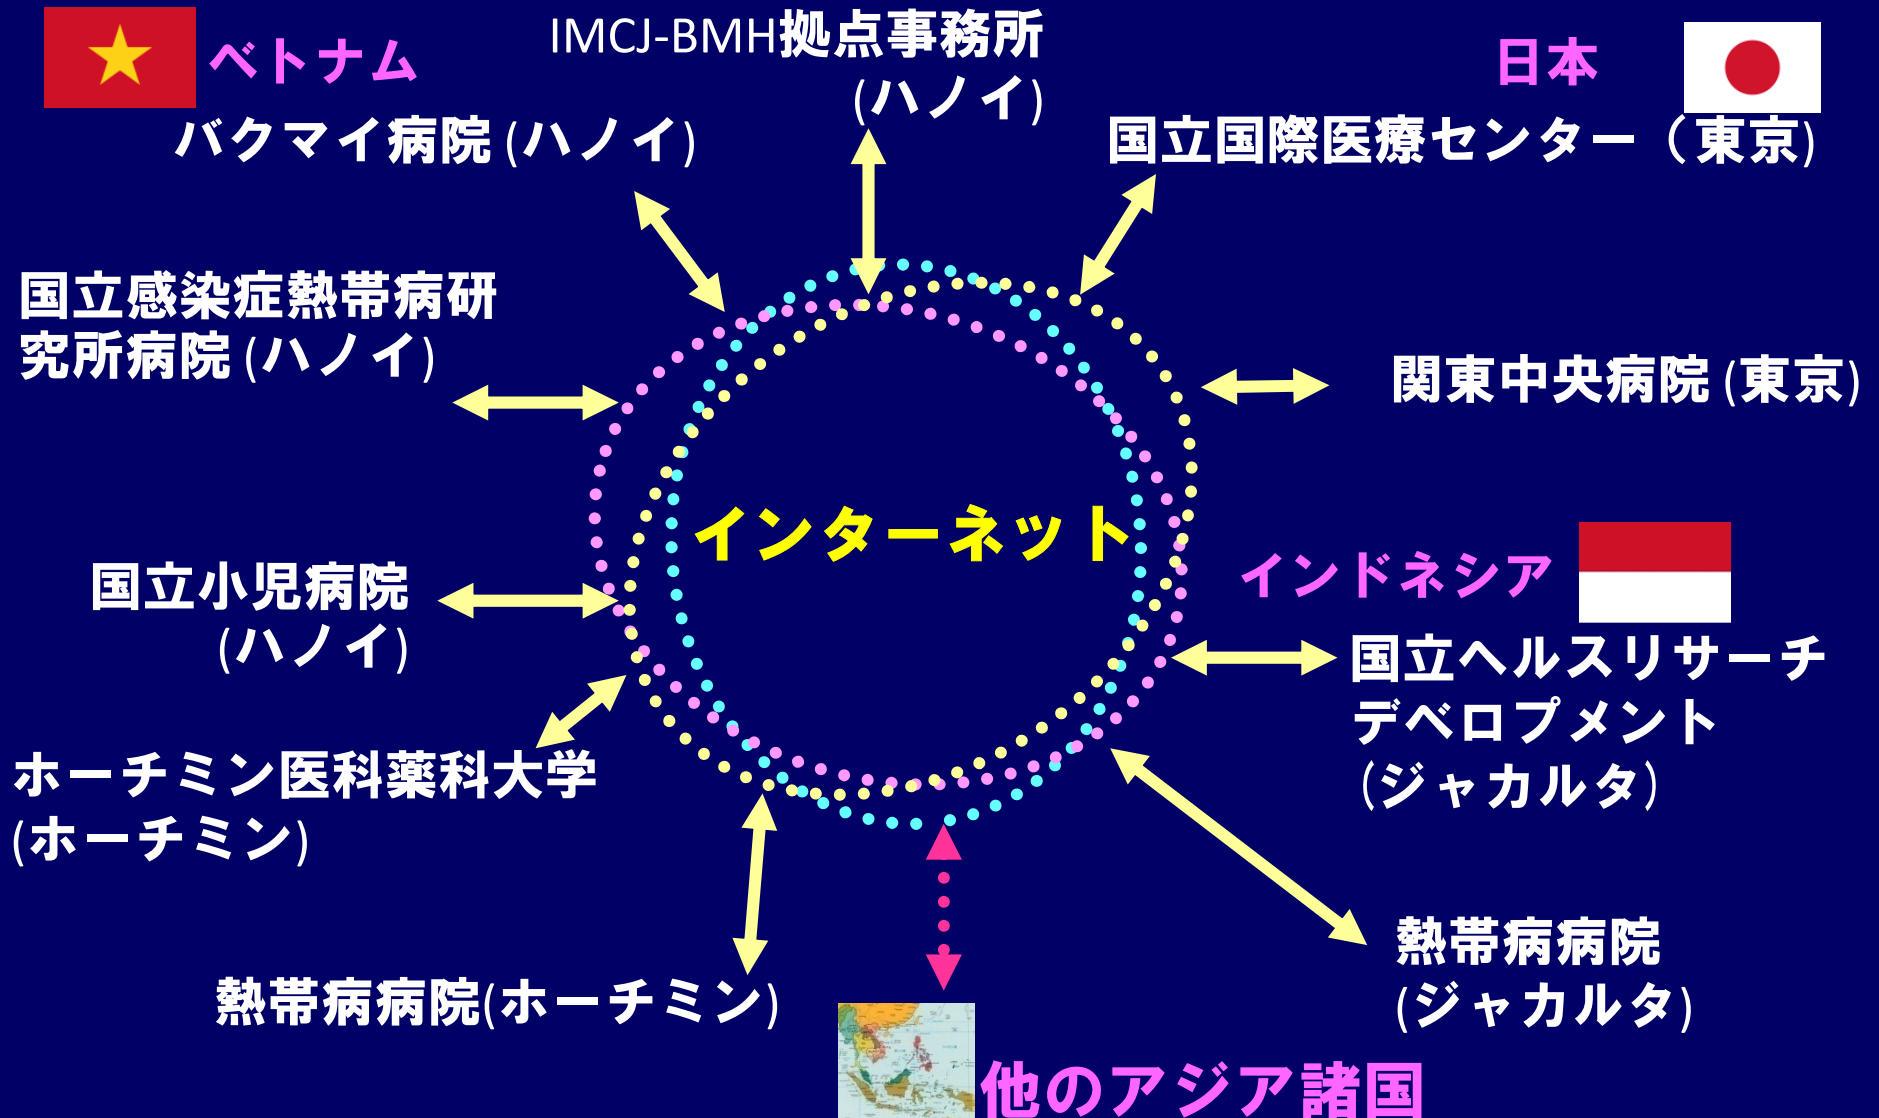 ベトナム
IMCJ-BMH拠点事務所
(ハノイ)
日本
バクマイ病院 (ハノイ)
国立国際医療センター（東京)
国立感染症熱帯病研
究所病院 (ハノイ)
関東中央病院 (東京)
インターネット
国立小児病院
(ハノイ)
インドネシア
国立ヘルスリサーチ
デベロプメント
(ジャカルタ)
ホーチミン医科薬科大学
(ホーチミン)
熱帯病病院
(ジャカルタ)
熱帯病病院(ホーチミン)
他のアジア諸国